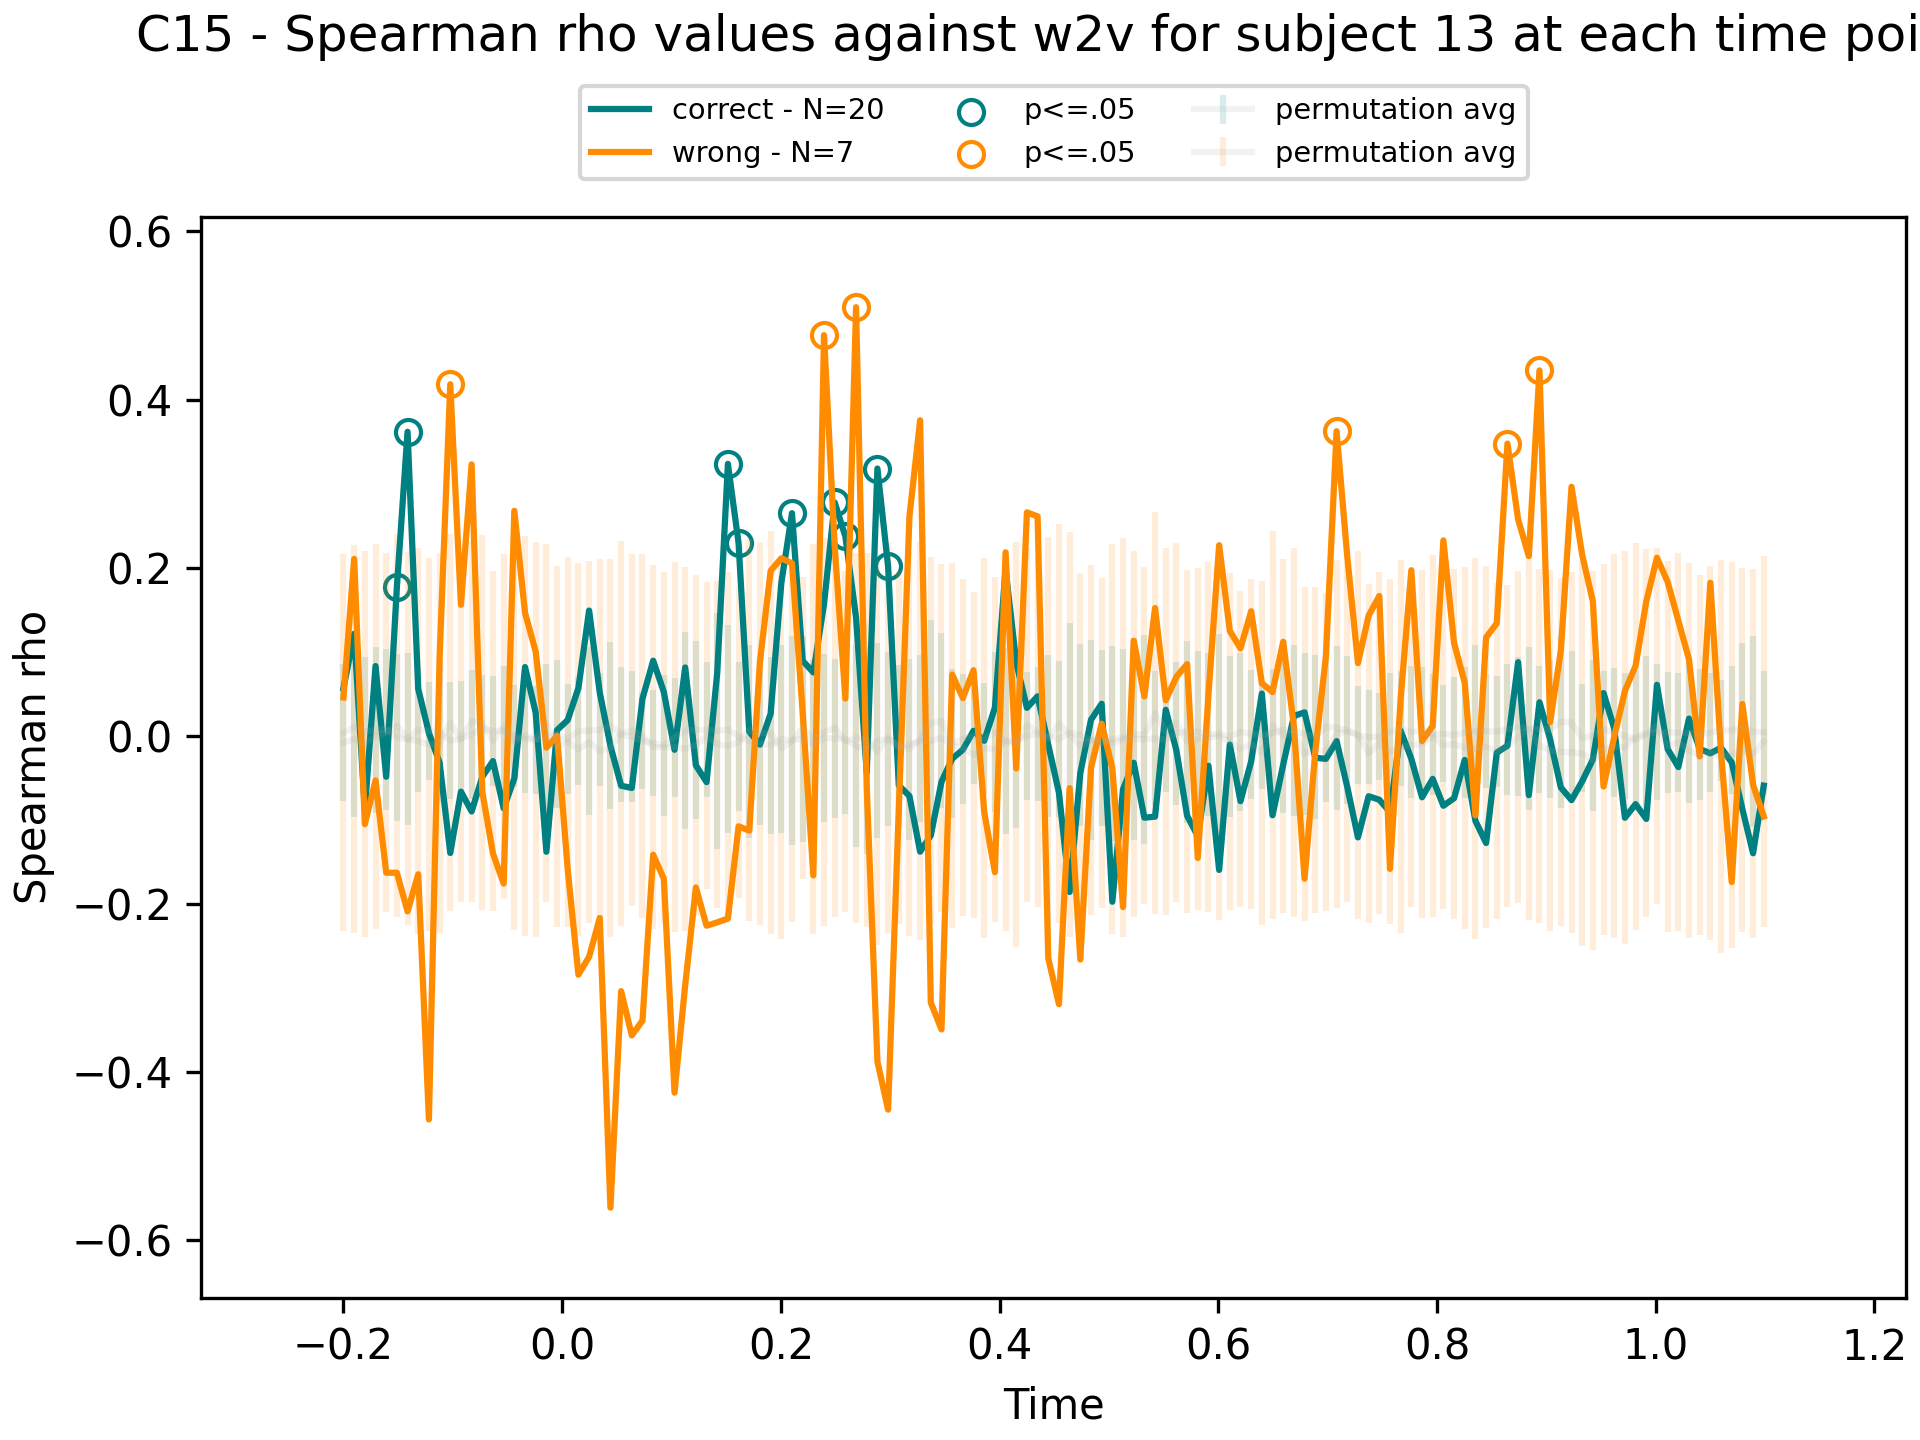 C15 - Spearman rho values against w2v for subject 13 at each time poi
correct - N=20
wrong - N=7
p<=.05
p<=.05
permutation avg
permutation avg
0.6
0.4
0.2
0.0
−0.2
−0.4
−0.6
Spearman rho
−0.2 0.0 0.2 0.4 0.6 0.8 1.0 1.2
Time